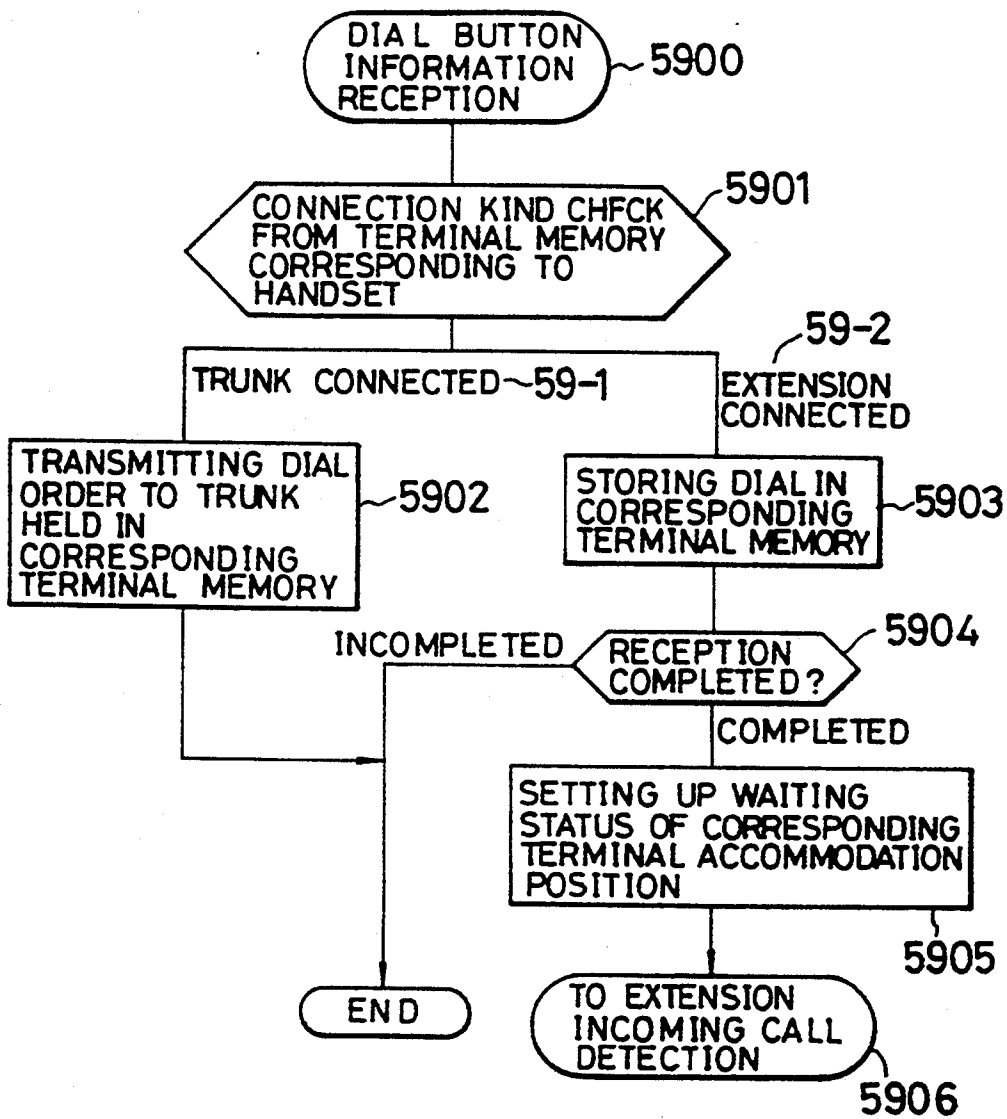 DIAL BUTTON
INFORMATION
RECEPTION
5900
5901
CONNECTION KIND CHFCK
FROM TERMINAL MEMORY
CORRESPONDING TO
HANDSET
59-2
TRUNK CONNECTED 59-1
EXTENSION
CONNECTED
TRANSMITTING DIAL
ORDER TO TRUNK
HELD IN
CORRESPONDING
TERMINAL MEMORY
5902
STORING DIAL IN
CORRESPONDING
TERMINAL MEMORY
5903
INCOMPLETED
RECEPTION
COMPLETED?
5904
COMPLETED
SETTING UP WAITING
STATUS OF CORRESPONDING
TERMINAL ACCOMMODATION
POSITION
5905
END
TO EXTENSION
INCOMING CALL
DETECTION
5906